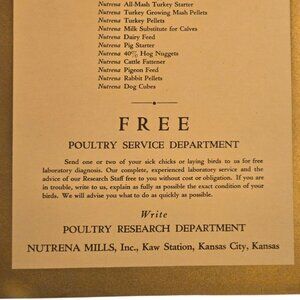 Nutrena All-Mash Turkey Starter
Nutrena Turkey Growing Mash Pellets
Nutrena Turkey Pellets
Nutrena Milk Substitute for Calves
Nutrena Dairy Feed
Nutrena Pig Starter
Nutrena 40% Hog Nuggets
Nutrena Cattle Fattener
Nutrena Pigeon Feed
Nutrena Rabbit Pellets
Nutrena Dog Cubes
FREE
POULTRY SERVICE DEPARTMENT
Send one or two of your sick chicks or laying birds to us for free
laboratory diagnosis. Our complete, experienced laboratory service and the
advice of our Research Staff free to you without cost or obligation. If you are
in trouble, write to us, explain as fully as possible the exact condition of your
birds. We will advise you what to do as quickly as possible.
Write
POULTRY RESEARCH DEPARTMENT
NUTRENA MILLS, Inc., Kaw Station, Kansas City, Kansas